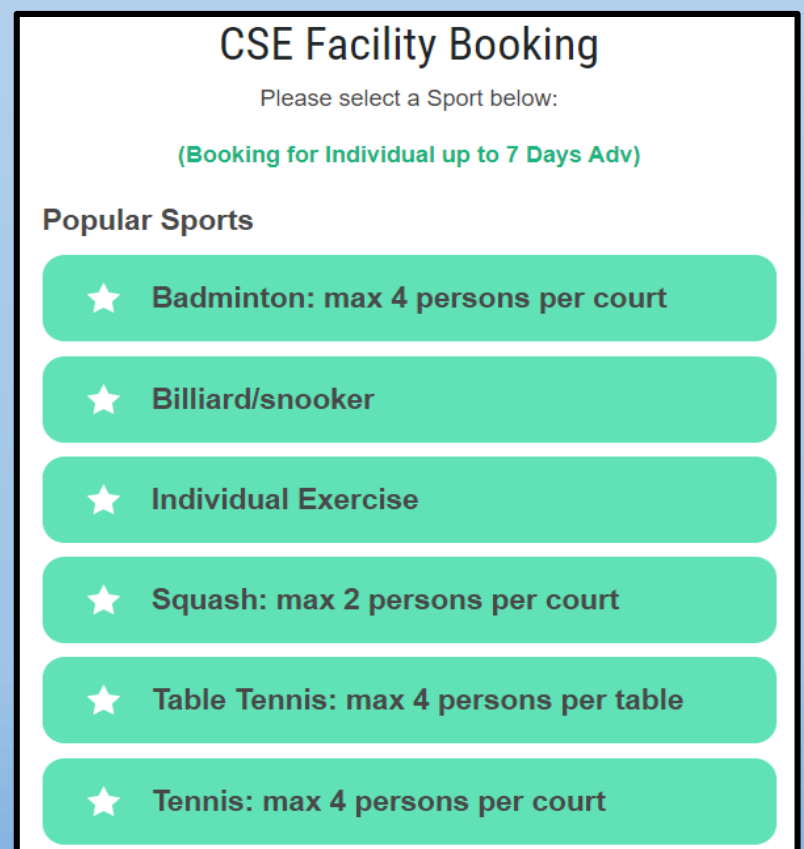 CSE Facility Booking
Please select a Sport below:
(Booking for Individual up to 7 Days Adv)
Popular Sports
Badminton: max 4 persons per court
Billiard/snooker
Individual Exercise
Squash: max 2 persons per court
Table Tennis: max 4 persons per table
Tennis: max 4 persons per court